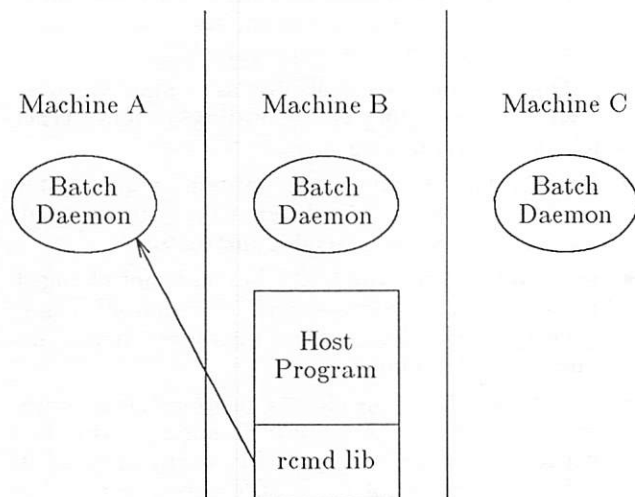 Machine A
Machine B
Machine C
Batch
Daemon
Batch
Daemon
Batch
Daemon
Host
Program
rcmd lib